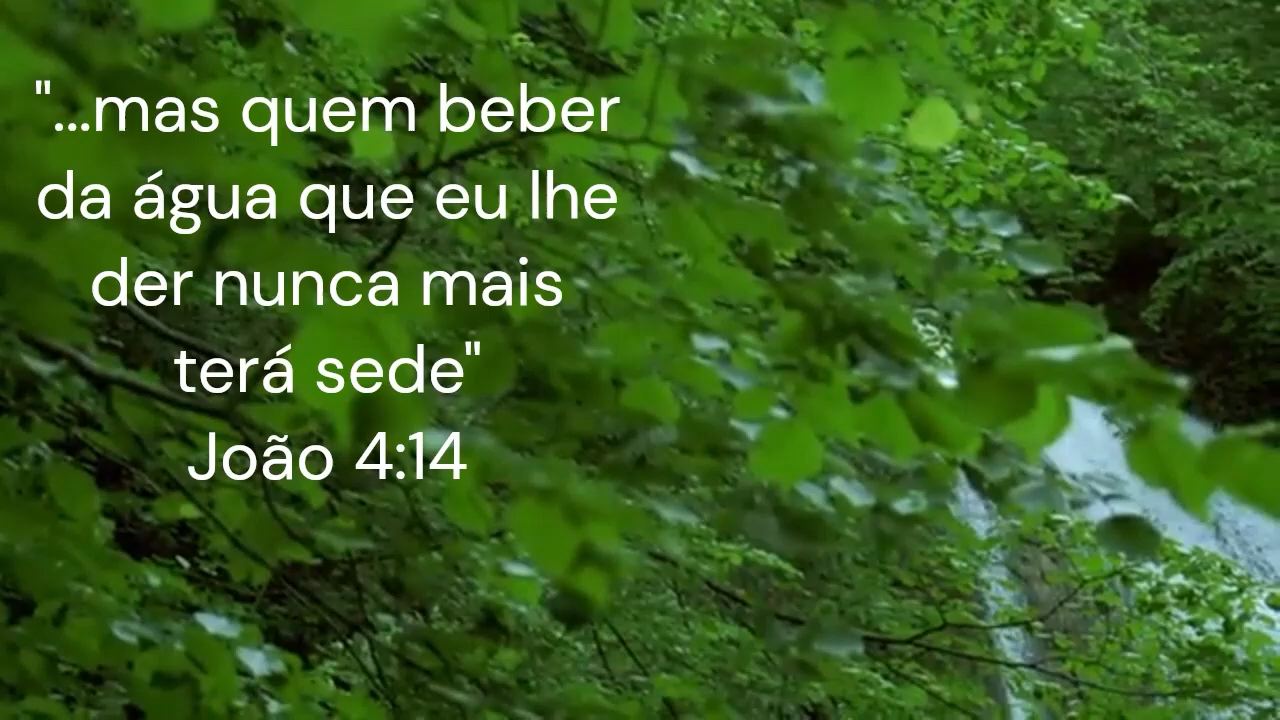 "...mas quem beber
da água que eu lhe
der nunca mais
terá sede"
João 4:14